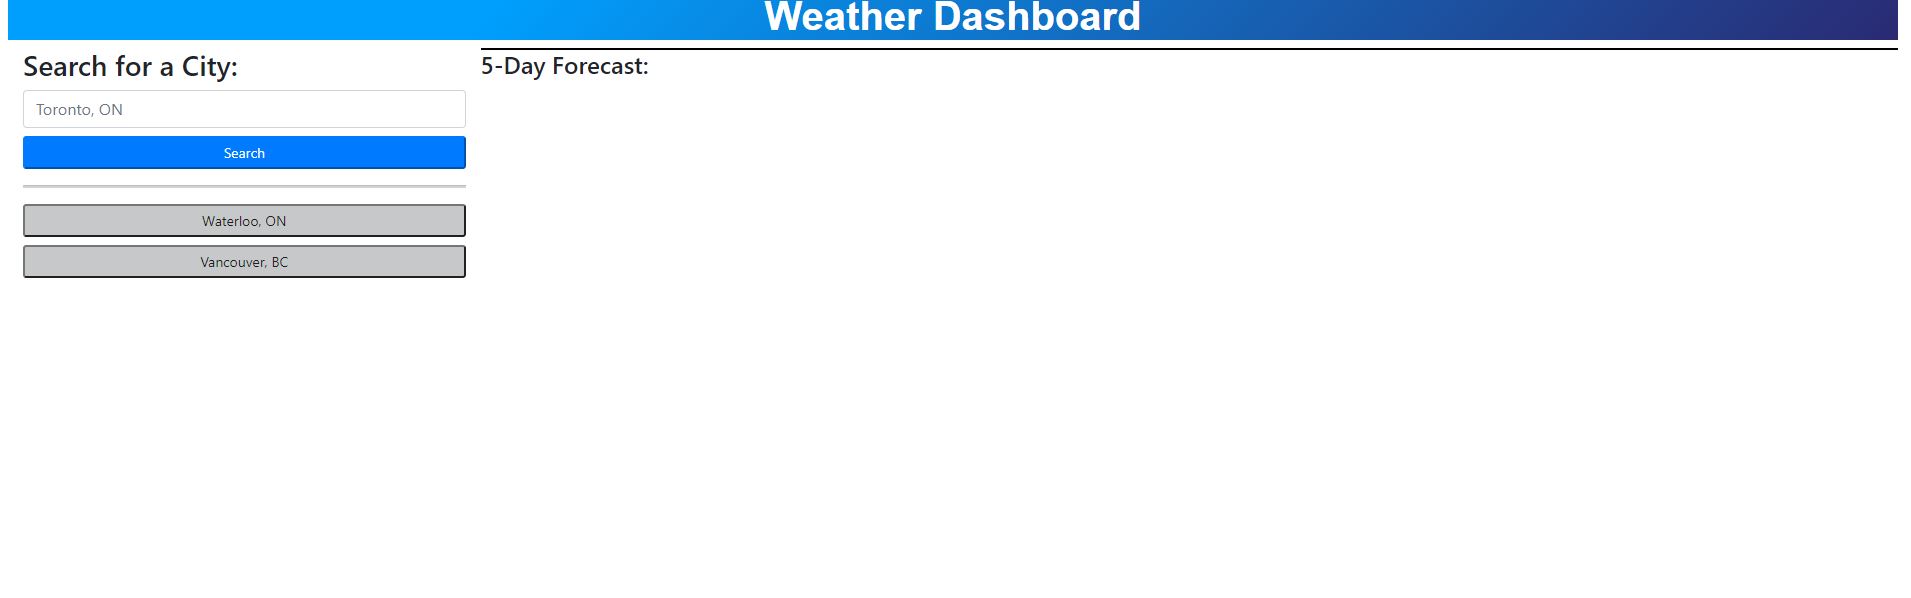 Weather Dashboard
Search for a City:
Toronto, ON
Search
Waterloo, ON
Vancouver, BC
5-Day Forecast: